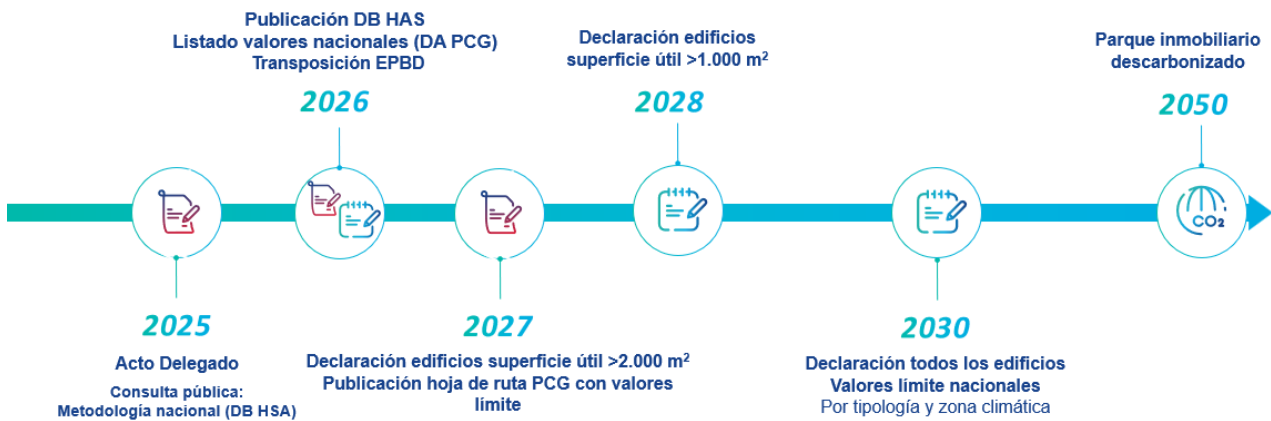 Publicación DB HAS
Listado valores nacionales (DA PCG)
Transposición EPBD
2026
Declaración edificios
superficie útil >1.000 m²
2028
Parque inmobiliario
descarbonizado
2050
CO₂
2025
Acto Delegado
Consulta pública:
Metodología nacional (DB HSA)
2027
Declaración edificios superficie útil >2.000 m²
Publicación hoja de ruta PCG con valores
límite
2030
Declaración todos los edificios
Valores límite nacionales
Por tipología y zona climática